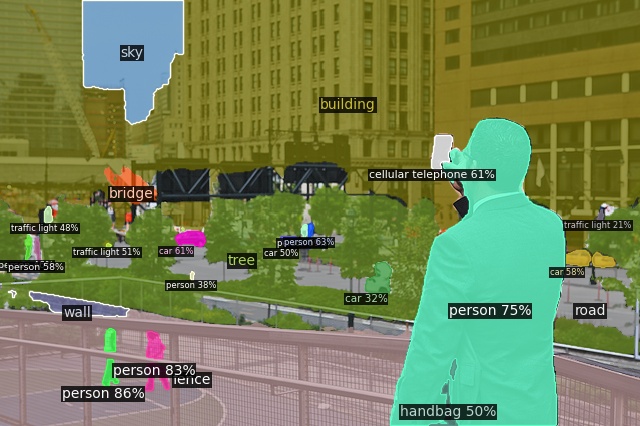 sky
building
cellular telephone 61%
bridge
traffic light 48%
traffic light 21%
person 63%
traffic light 51%
car 61%
car 50%
tree
person 58%
car 58%
person 38%
car 32%
wall
person 75%
road
person 83%
fence
person 86%
handbag 50%